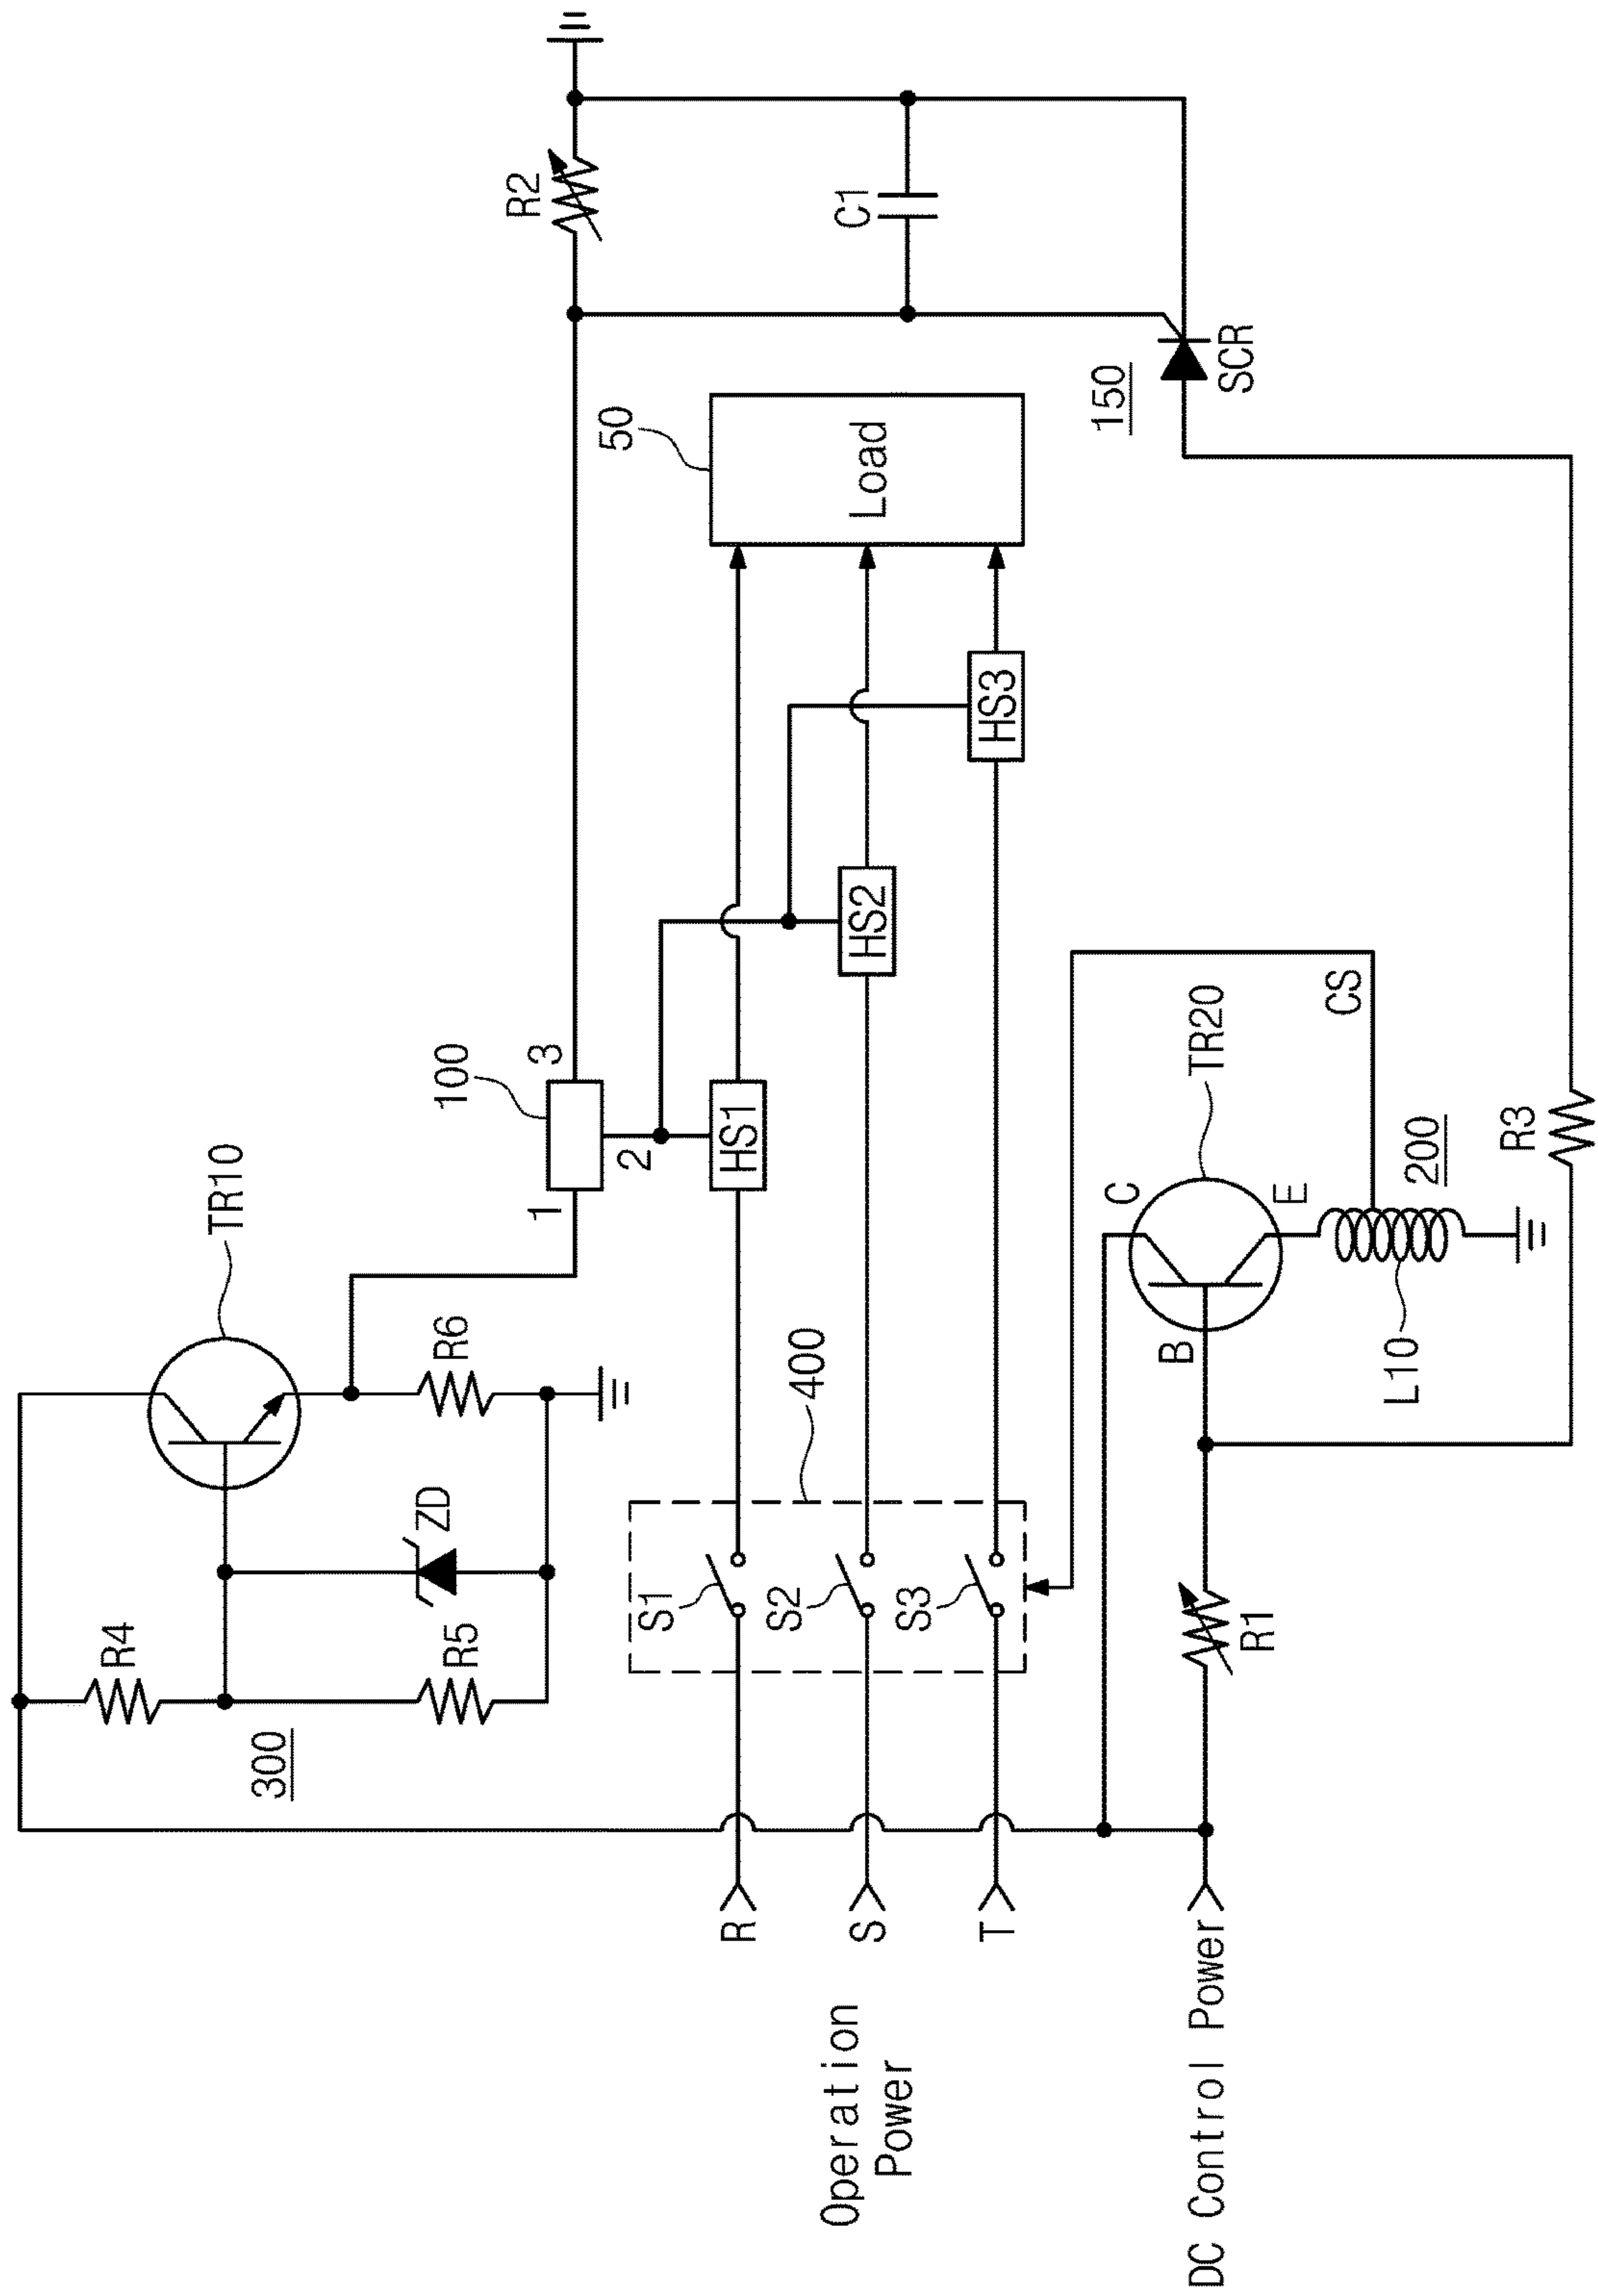 TR10
R4
ZD
R6
R5
300
100
1
3
2
R2
50
400
S1
HS1
R
C1
Load
S2
HS2
S
Operation
Power
S3
HS3
T
150
SCR
TR20
C
B
E
CS
DC Control Power
R1
L10
200
R3